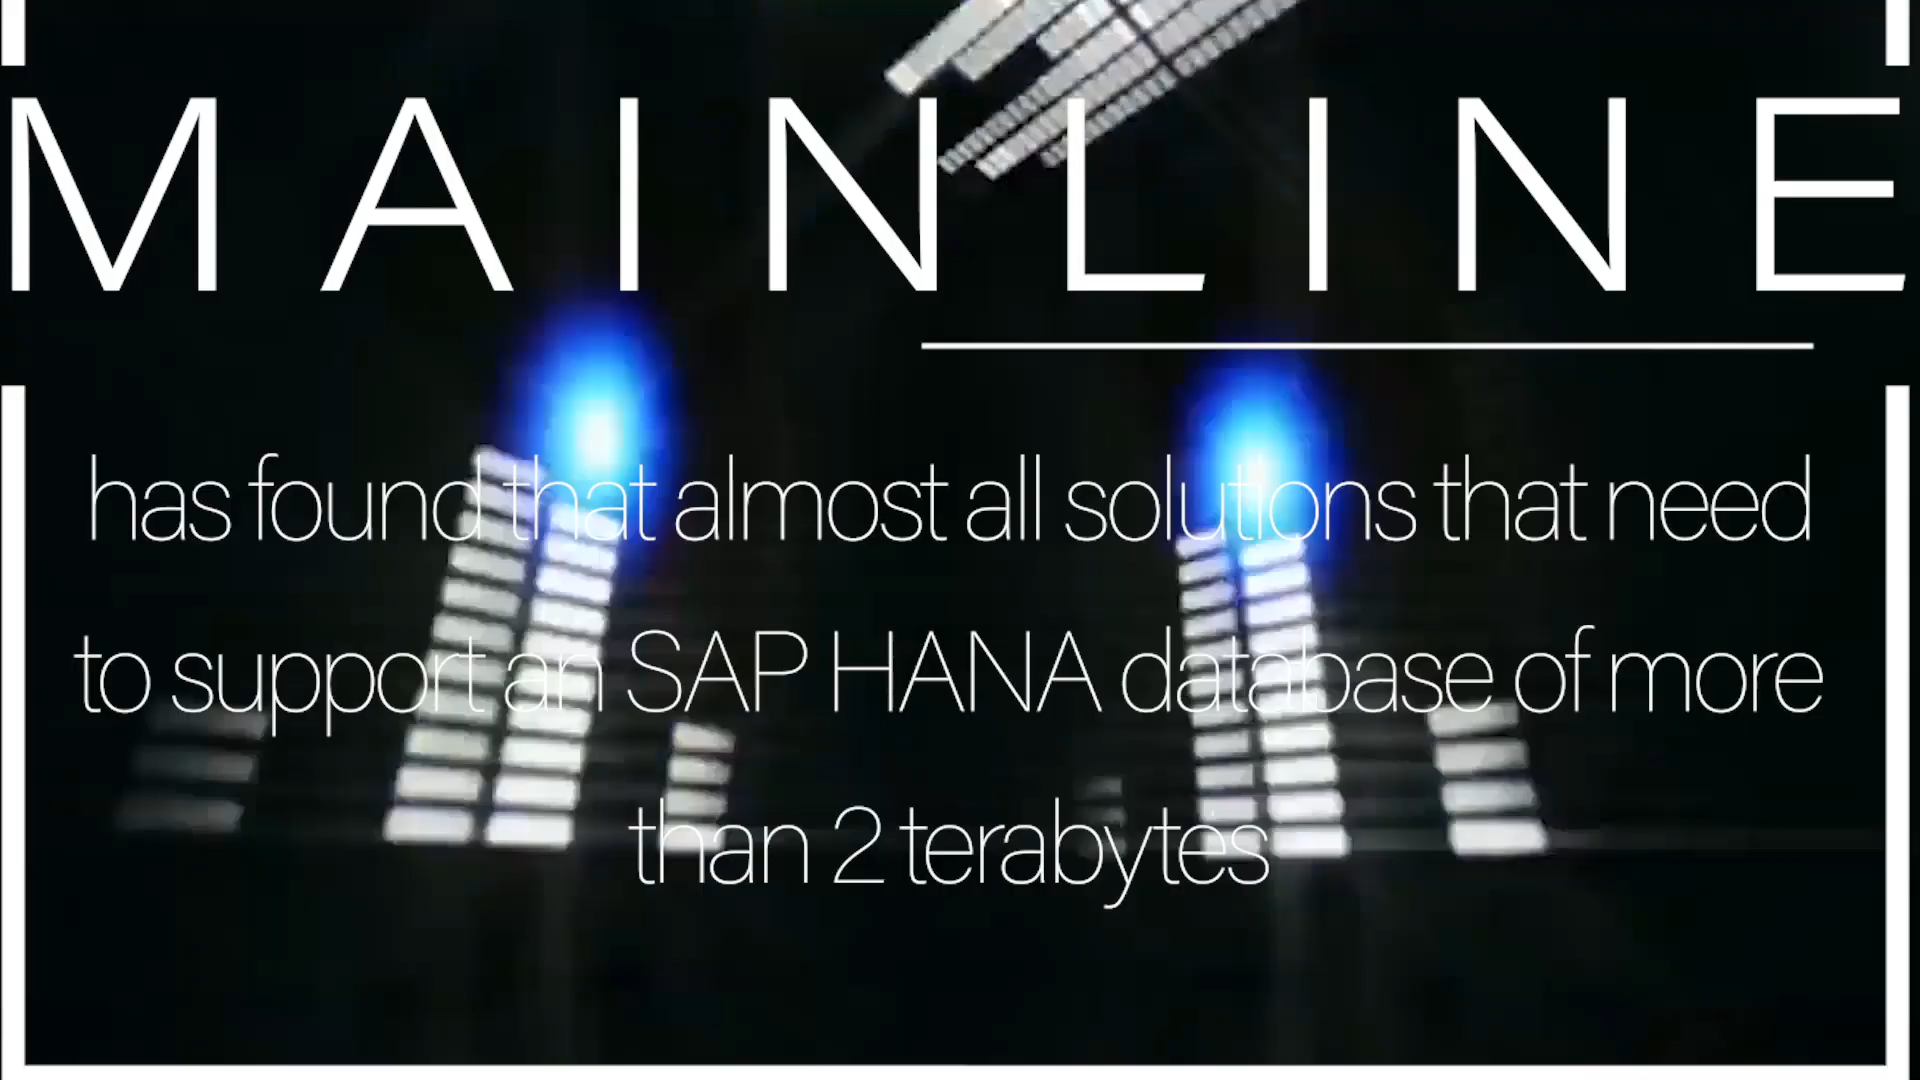 MAINLINE
has found that almost all solutions that need
to support an SAP HANA database of more
than 2 terabytes